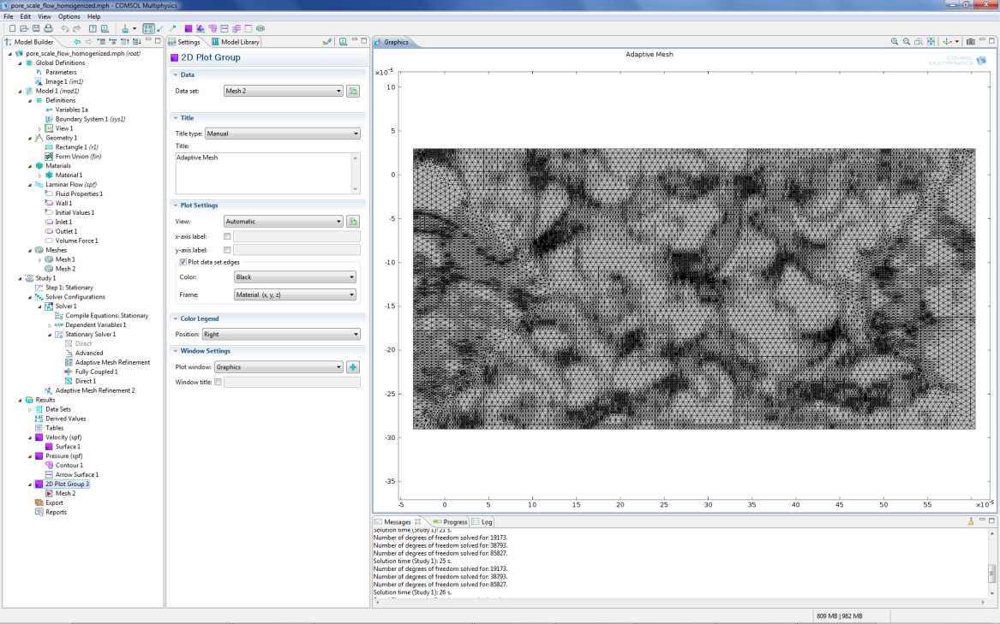 pore_scale_flow_homogenized.mph - COMSOL Multiphysics
File Edit View Options Help
Model Builder
pore_scale_flow_homogenized.mph (root)
Global Definitions
Pi Parameters
Image 1 (im1)
Model 1 (mod1)
Definitions
a= Variables 1a
Boundary System 1 (sys1)
View 1
Geometry 1
Rectangle 1 (r1)
Form Union (fin)
Materials
Material 1
Laminar Flow (spf)
Fluid Properties 1
Wall 1
Initial Values 1
Inlet 1
Outlet 1
Volume Force 1
Meshes
Mesh 1
Mesh 2
Study 1
Step 1: Stationary
Solver Configurations
Solver 1
Compile Equations: Stationary
Dependent Variables 1
Stationary Solver 1
Direct
Advanced
Adaptive Mesh Refinement
Fully Coupled 1
Direct 1
Adaptive Mesh Refinement 2
Results
Data Sets
Derived Values
Tables
Velocity (spf)
Surface 1
Pressure (spf)
Contour 1
Arrow Surface 1
2D Plot Group 3
Mesh 2
Export
Reports
Settings Model Library
2D Plot Group
Data
Data set: Mesh 2
Title
Title type: Manual
Title:
Adaptive Mesh
Plot Settings
View: Automatic
x-axis label:
y-axis label:
Plot data set edges
Color: Black
Frame: Material (x, y, z)
Color Legend
Position: Right
Window Settings
Plot window: Graphics
Window title:
Graphics
Adaptive Mesh
COMSOL
MULTIPHYSICS
×10⁻⁵
10
5
0
-5
-10
-15
-20
-25
-30
-35
-5 0 5 10 15 20 25 30 35 40 45 50 55 ×10⁻⁵
Messages Progress Log
Solution time (Study 1): 21 s.
Number of degrees of freedom solved for: 19173.
Number of degrees of freedom solved for: 38793.
Number of degrees of freedom solved for: 85827.
Solution time (Study 1): 25 s.
Number of degrees of freedom solved for: 19173.
Number of degrees of freedom solved for: 38793.
Number of degrees of freedom solved for: 85827.
Solution time (Study 1): 26 s.
809 MB | 982 MB